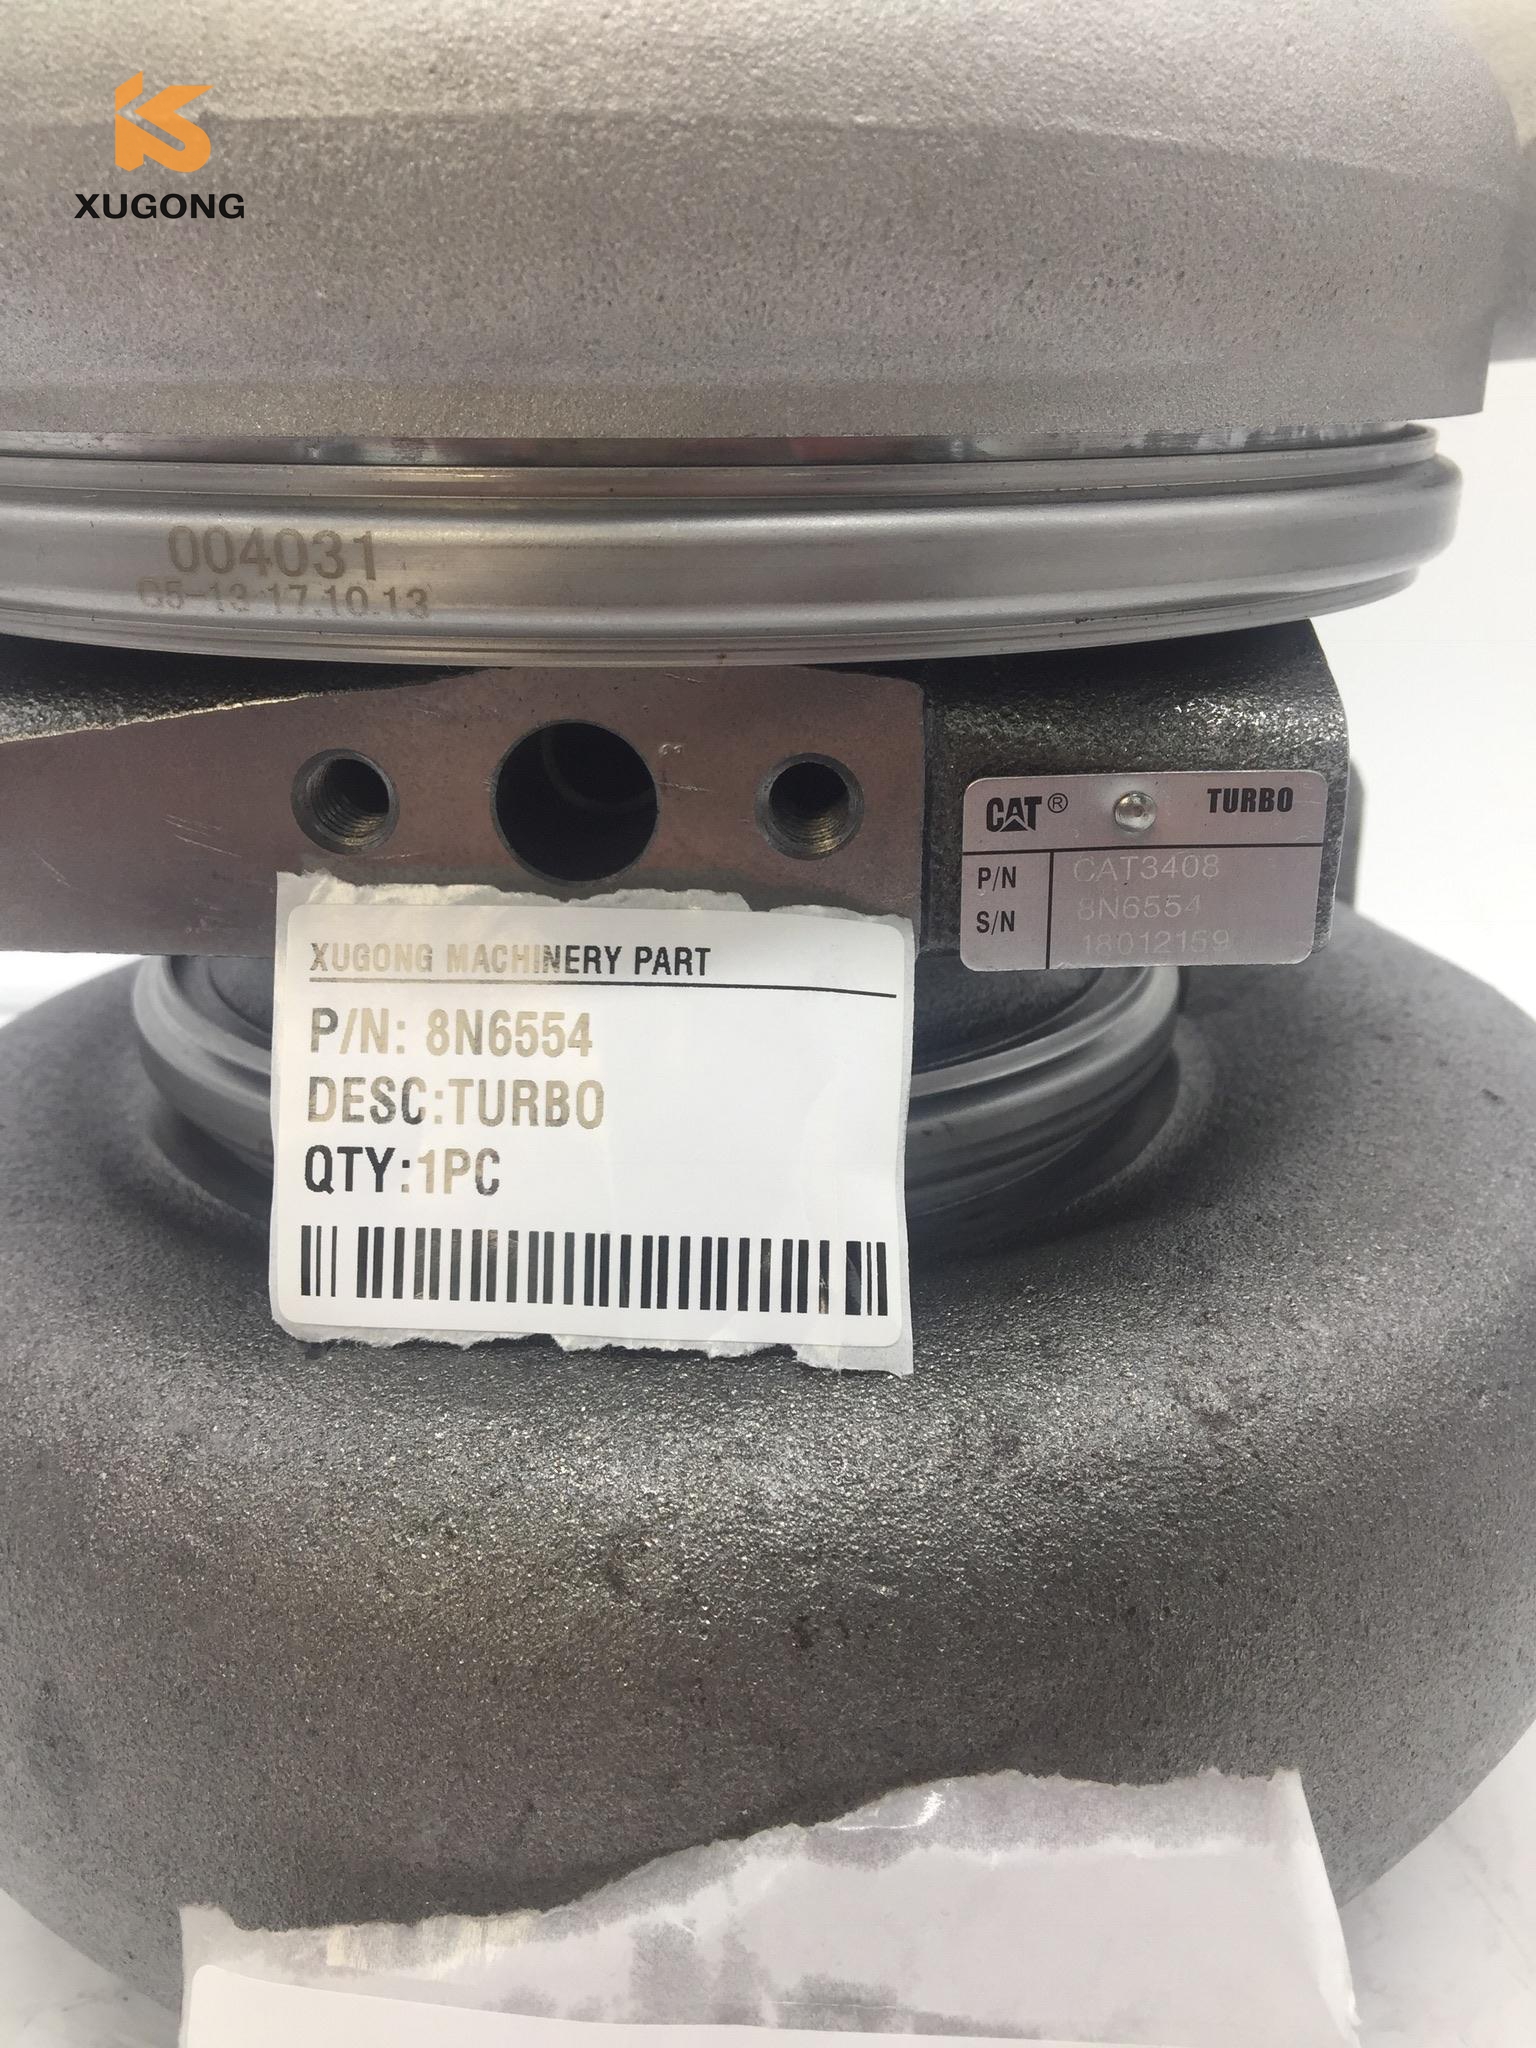 XUGONG
004031
05-13 17.10.13
CAT® TURBO
P/N CAT3408
8N6554
S/N
18012159
XUGONG MACHINERY PART
P/N: 8N6554
DESC:TURBO
QTY:1PC